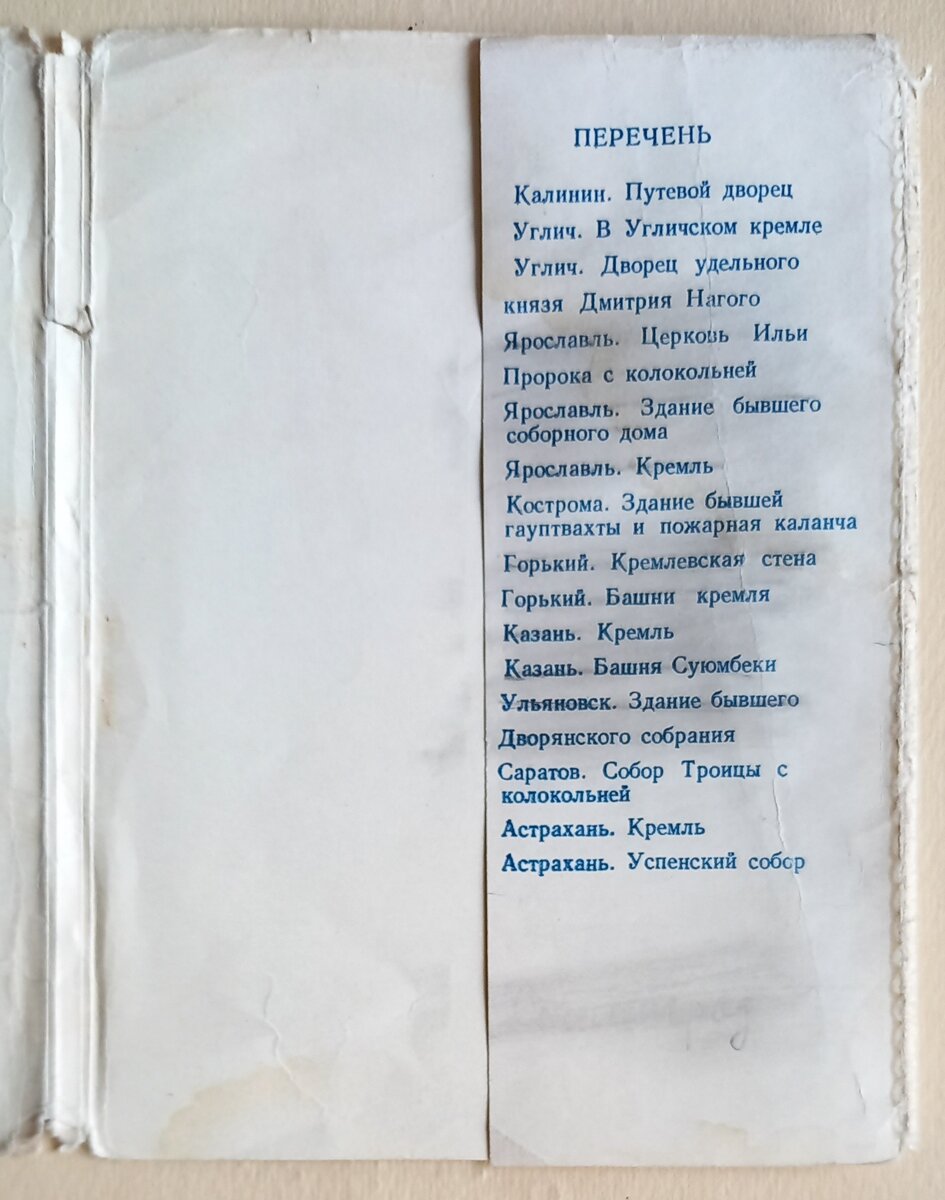 ПЕРЕЧЕНЬ
Калинин. Путевой дворец
Углич. В Угличском кремле
Углич. Дворец удельного
князя Дмитрия Нагого
Ярославль. Церковь Ильи
Пророка с колокольней
Ярославль. Здание бывшего
соборного дома
Ярославль. Кремль
Кострома. Здание бывшей
гауптвахты и пожарная каланча
Горький. Кремлевская стена
Горький. Башни кремля
Казань. Кремль
Казань. Башня Суюмбеки
Ульяновск. Здание бывшего
Дворянского собрания
Саратов. Собор Троицы с
колокольней
Астрахань. Кремль
Астрахань. Успенский собор